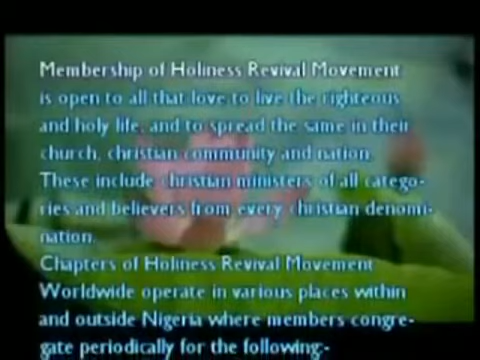 Membership of Holiness Revival Movement
is open to all that love to live the righteous
and holy life, and to spread the same in their
church, christian community and nation.
These include christian ministers of all catego-
ries and believers from every christian denomi-
nation.
Chapters of Holiness Revival Movement
Worldwide operate in various places within
and outside Nigeria where members congre-
gate periodically for the following:-